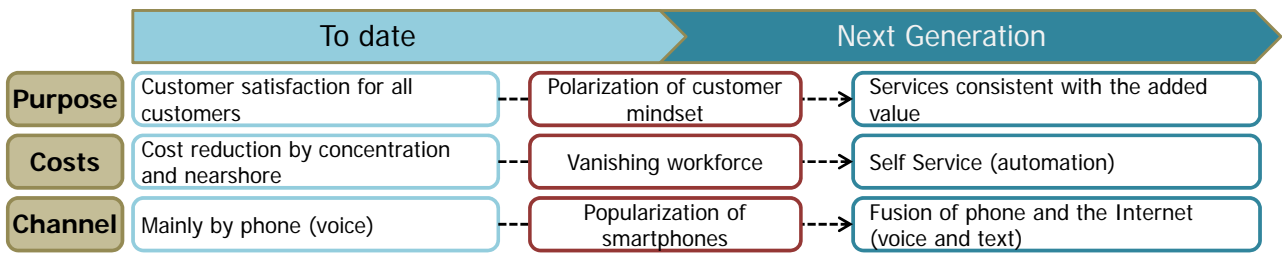 To date
Next Generation
Purpose
Customer satisfaction for all
customers
Polarization of customer
mindset
Services consistent with the added
value
Costs
Cost reduction by concentration
and nearshore
Vanishing workforce
Self Service (automation)
Channel
Mainly by phone (voice)
Popularization of
smartphones
Fusion of phone and the Internet
(voice and text)